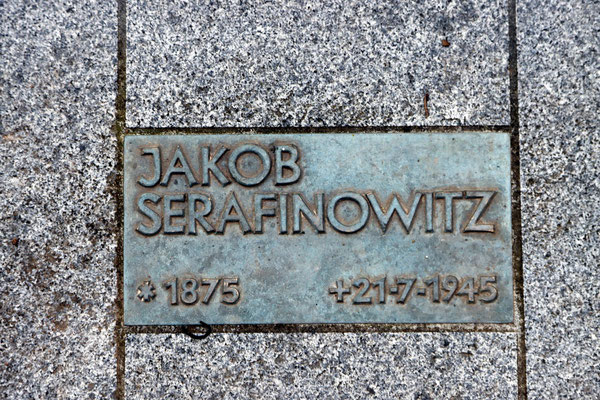 JAKOB
SERAFINOWITZ
* 1875 +21-7-1945